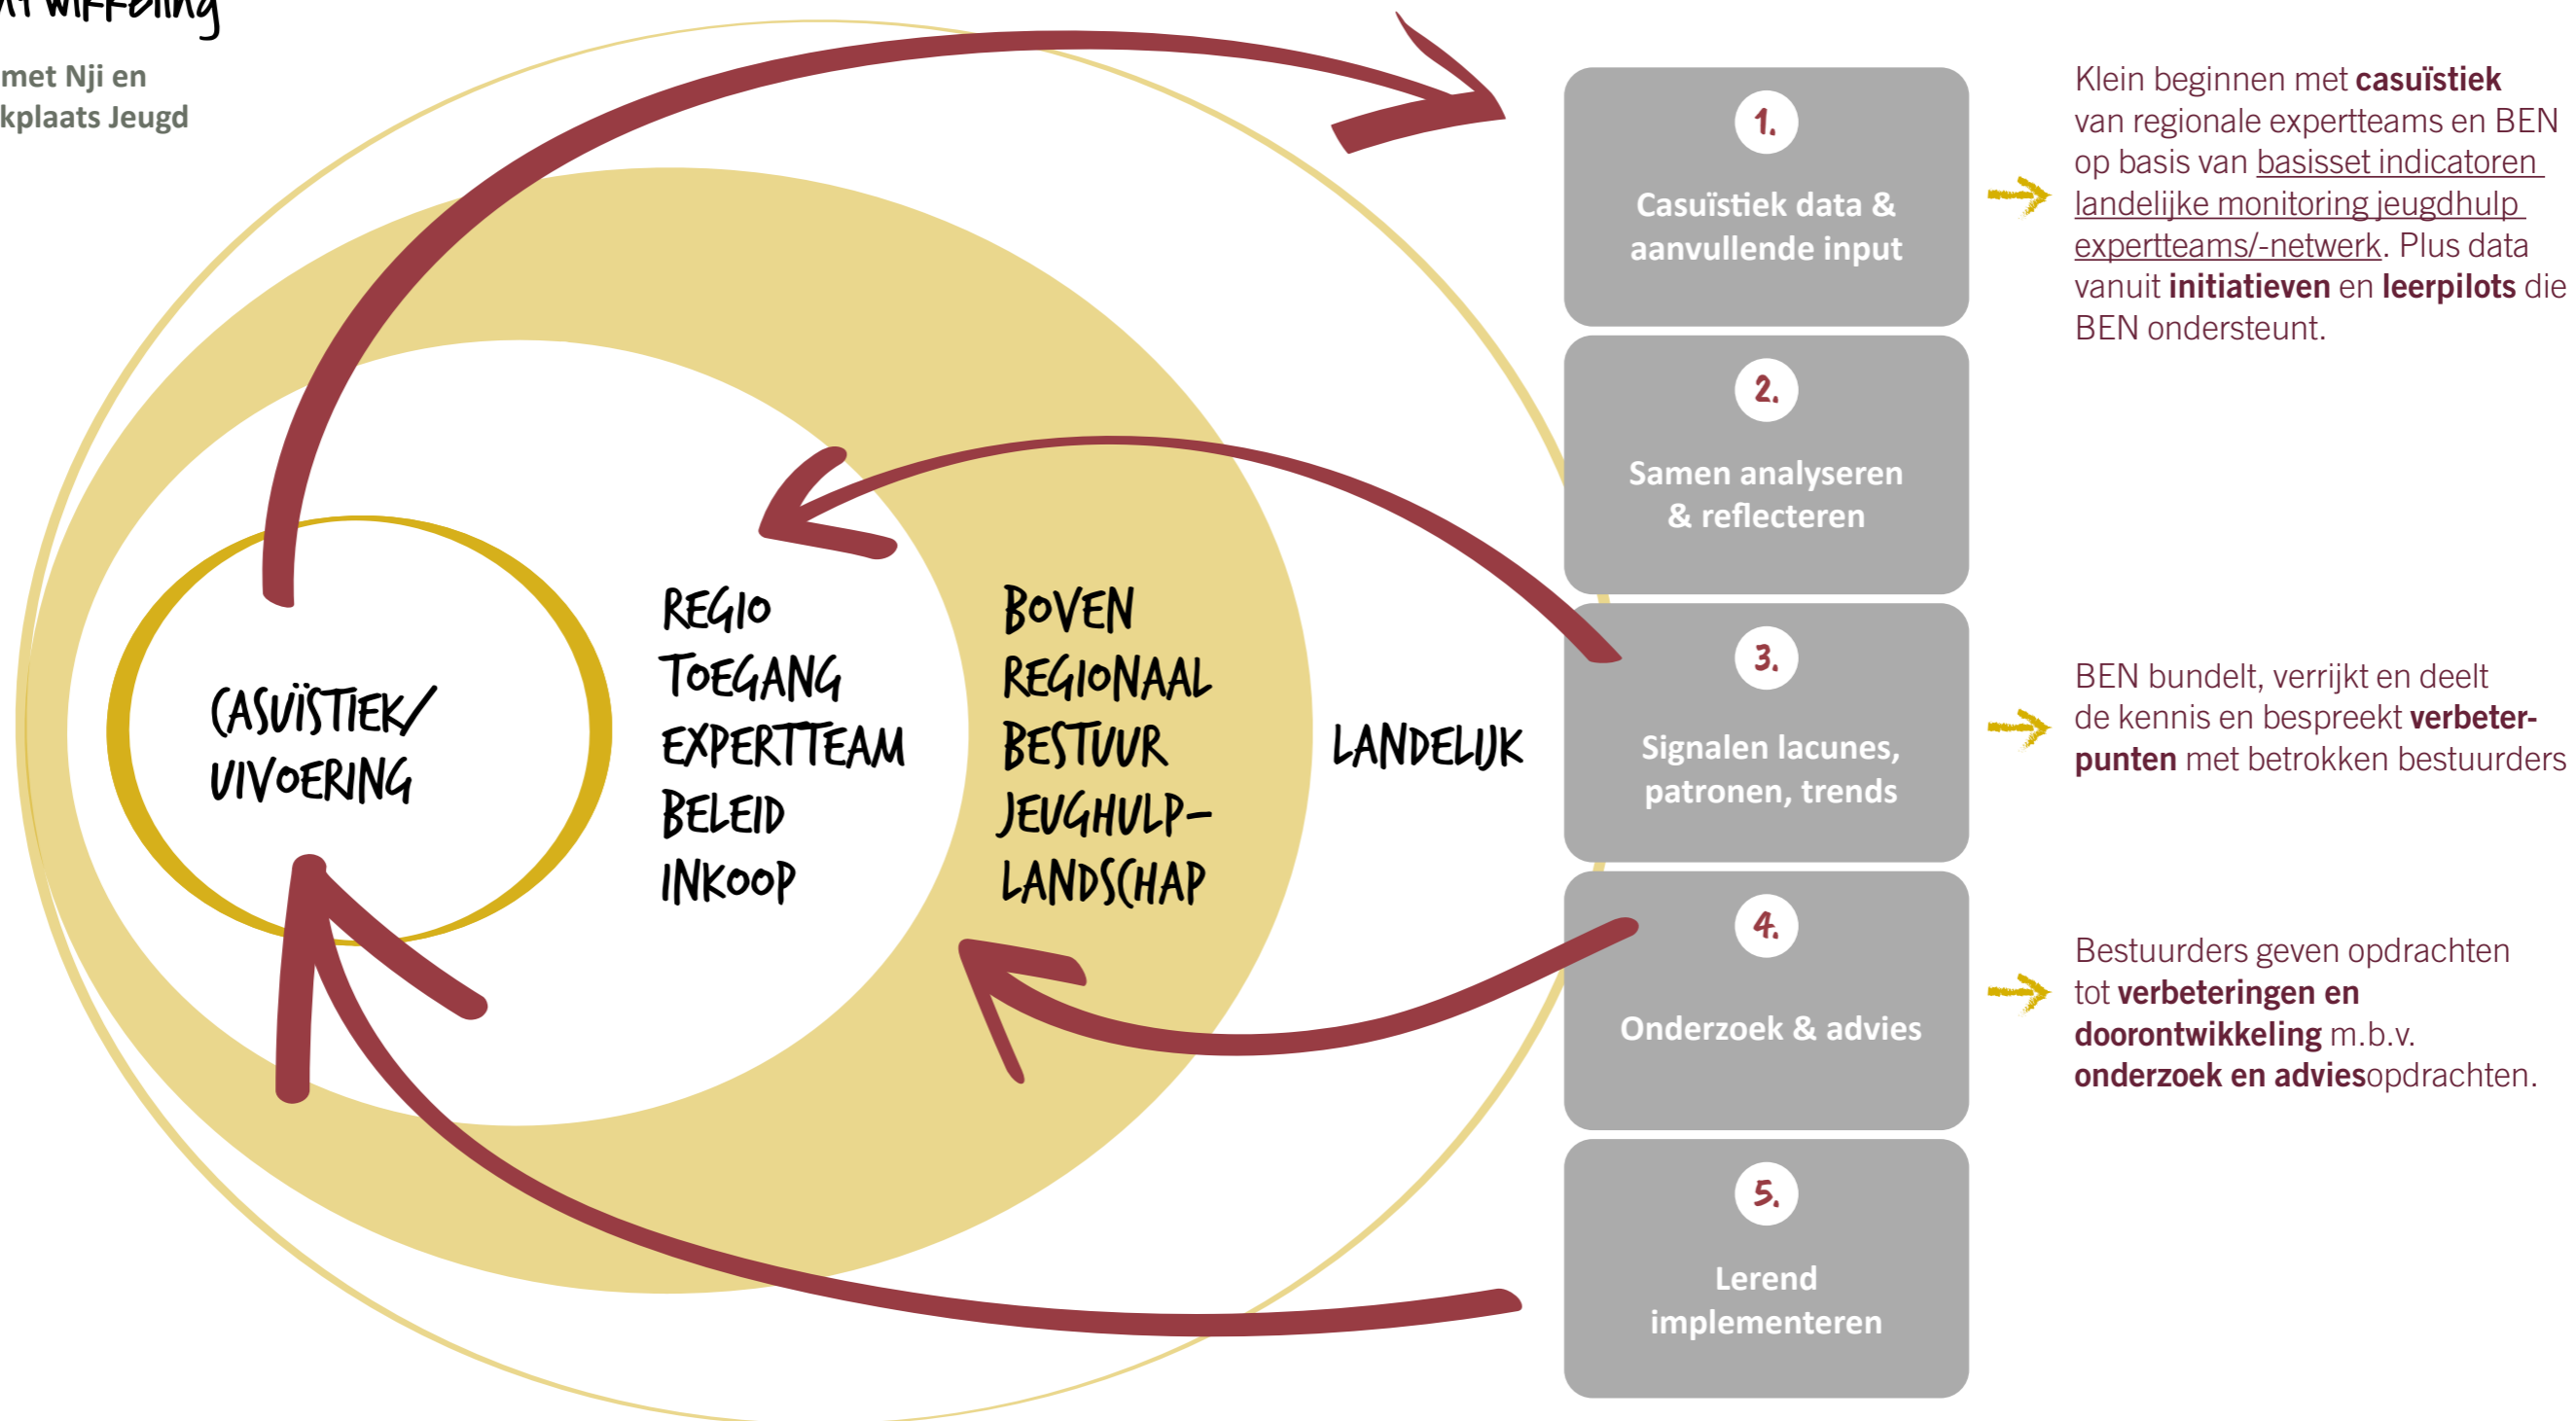 met Nji en
kplaats Jeugd
CASUÏSTIEK/
UIVOERING
REGIO
TOEGANG
EXPERTTEAM
BELEID
INKOOP
BOVEN
REGIONAAL
BESTUUR
JEUGHULP-
LANDSCHAP
LANDELIJK
1.
Casuïstiek data &
aanvullende input
2.
Samen analyseren
& reflecteren
3.
Signalen lacunes,
patronen, trends
4.
Onderzoek & advies
5.
Lerend
implementeren
Klein beginnen met casuïstiek
van regionale expertteams en BEN
op basis van basisset indicatoren
landelijke monitoring jeugdhulp
expertteams/-netwerk. Plus data
vanuit initiatieven en leerpilots die
BEN ondersteunt.
BEN bundelt, verrijkt en deelt
de kennis en bespreekt verbeter-
punten met betrokken bestuurders
Bestuurders geven opdrachten
tot verbeteringen en
doorontwikkeling m.b.v.
onderzoek en adviesopdrachten.